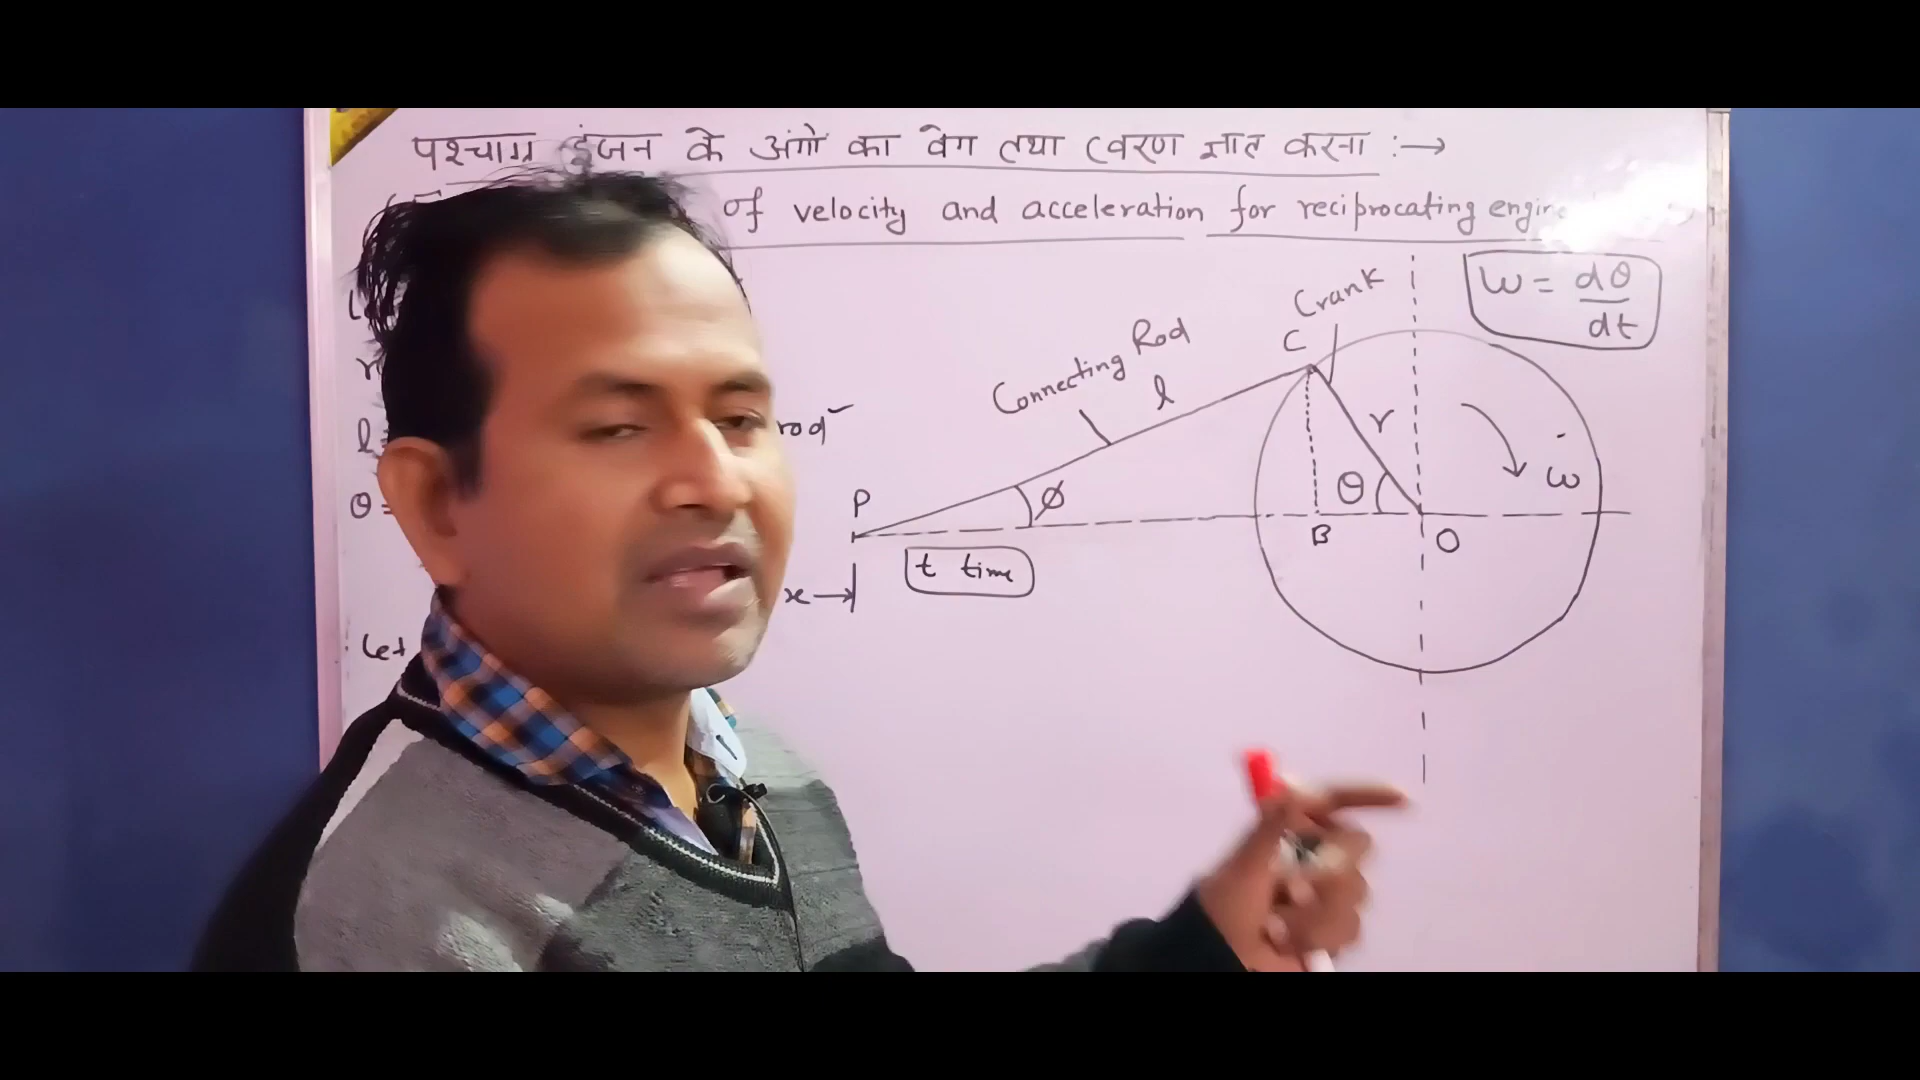 पश्चाग्र इंजन के अंगो का वेग तथा त्वरण ज्ञात करना :→
of velocity and acceleration for reciprocating engine
ω = dθ/dt
Crank
C
Connecting Rod
l
r
r
l =
rod
P
ϕ
θ
ω
θ =
B
O
t time
x
Let